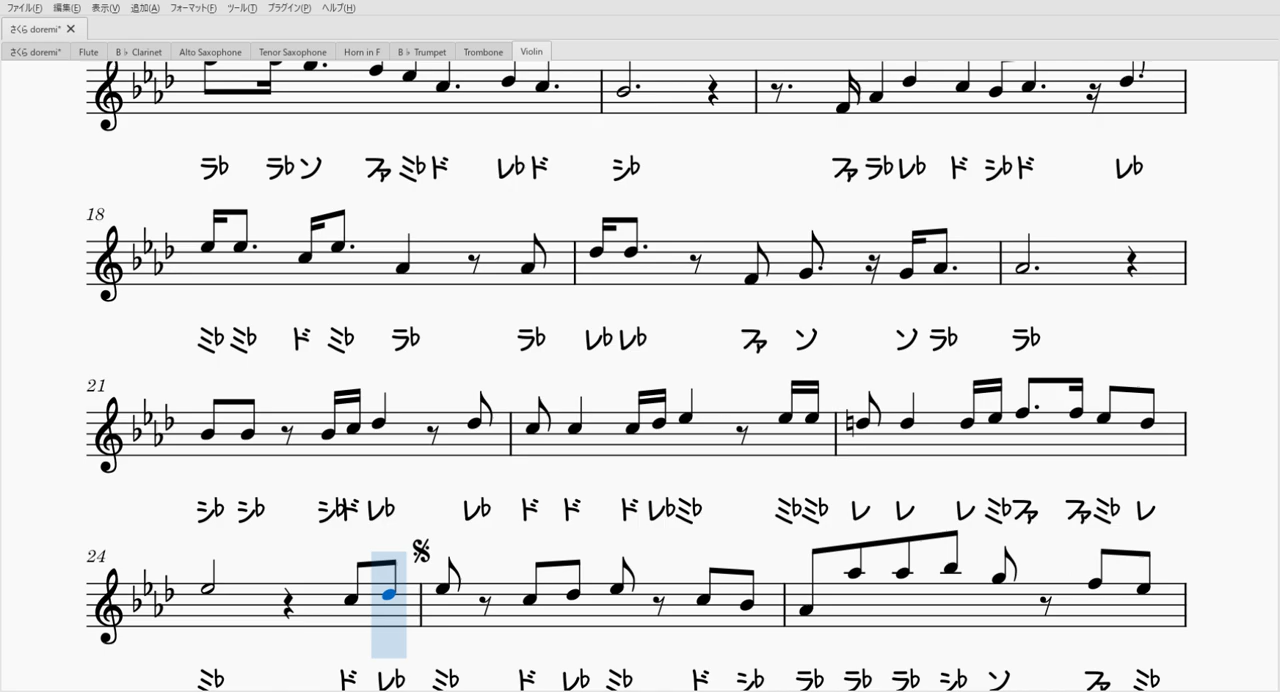 ファイル(F) 編集(E) 表示(V) 追加(A) フォーマット(F) ツール(T) プラグイン(P) ヘルプ(H)
さくら doremi* ✕
さくら doremi* Flute B♭ Clarinet Alto Saxophone Tenor Saxophone Horn in F B♭ Trumpet Trombone Violin
ラ♭ ラ♭ ソ ファ ミ♭ ド レ♭ ド シ♭ ファ ラ♭ レ♭ ド シ♭ ド レ♭
18
ミ♭ ミ♭ ド ミ♭ ラ♭ ラ♭ レ♭ レ♭ ファ ソ ソ ラ♭ ラ♭
21
シ♭ シ♭ シ♭ ド レ♭ レ♭ ド ド ド レ♭ ミ♭ ミ♭ ミ♭ レ レ レ ミ♭ ファ ファ ミ♭ レ
24
ミ♭ ド レ♭ ミ♭ ド レ♭ ミ♭ ド シ♭ ラ♭ ラ♭ ラ♭ シ♭ ソ ファ ミ♭